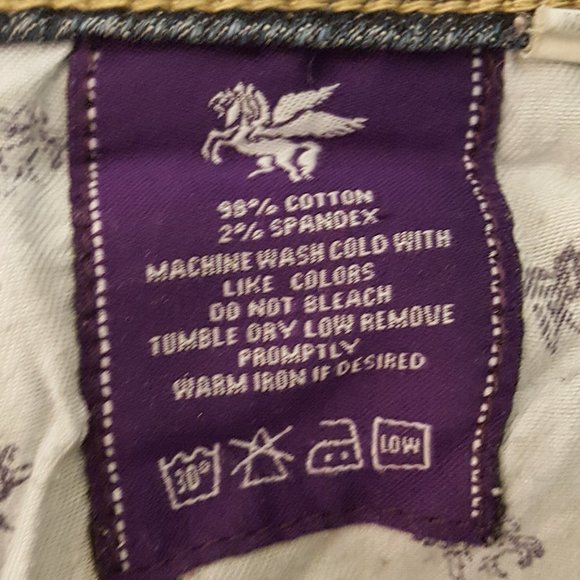 98% COTTON
2% SPANDEX
MACHINE WASH COLD WITH
LIKE COLORS
DO NOT BLEACH
TUMBLE DRY LOW REMOVE
PROMPTLY
WARM IRON IF DESIRED
30° LOW